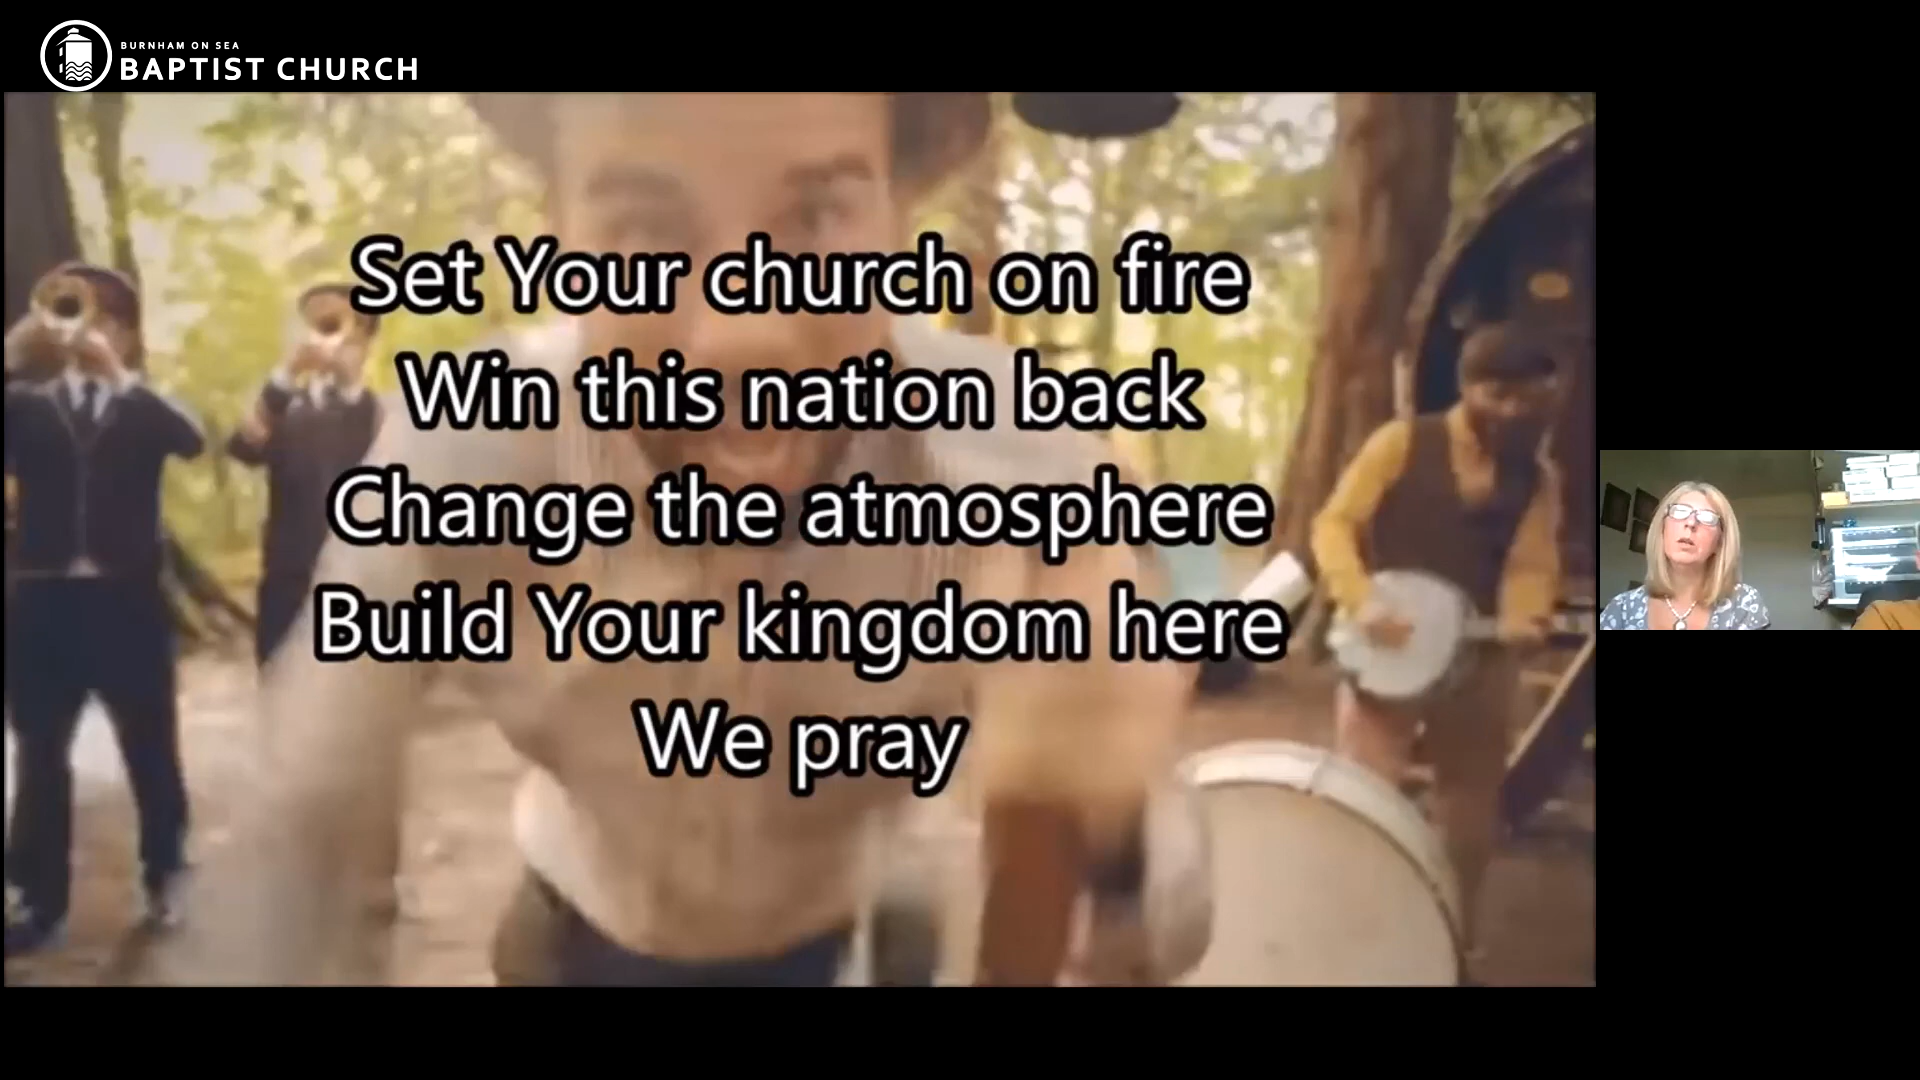 BURNHAM ON SEA
BAPTIST CHURCH
Set Your church on fire
Win this nation back
Change the atmosphere
Build Your kingdom here
We pray